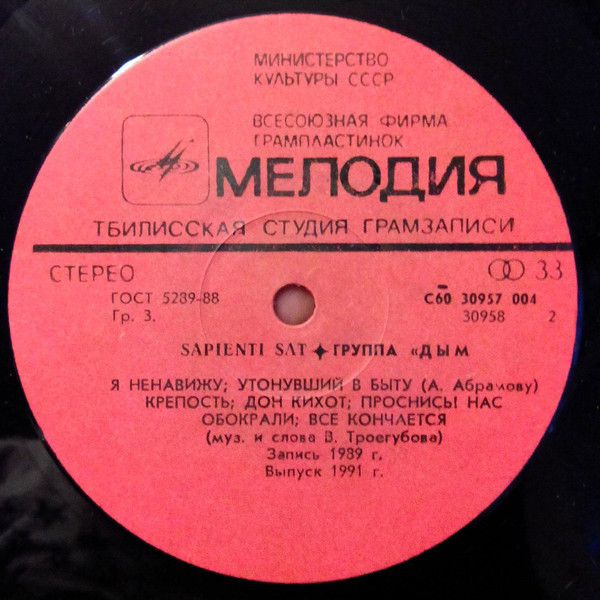 МИНИСТЕРСТВО
КУЛЬТУРЫ СССР
ВСЕСОЮЗНАЯ ФИРМА
ГРАМПЛАСТИНОК
МЕЛОДИЯ
ТБИЛИССКАЯ СТУДИЯ ГРАМЗАПИСИ
СТЕРЕО 33
ГОСТ 5289-88 С60 30957 004
Гр. 3. 30958 2
SAPIENTI SAT ✦ ГРУППА «ДЫМ
Я НЕНАВИЖУ; УТОНУВШИЙ В БЫТУ (А. Абрамову)
КРЕПОСТЬ; ДОН КИХОТ; ПРОСНИСЬ! НАС
ОБОКРАЛИ; ВСЕ КОНЧАЕТСЯ
(муз. и слова В. Троегубова)
Запись 1989 г.
Выпуск 1991 г.